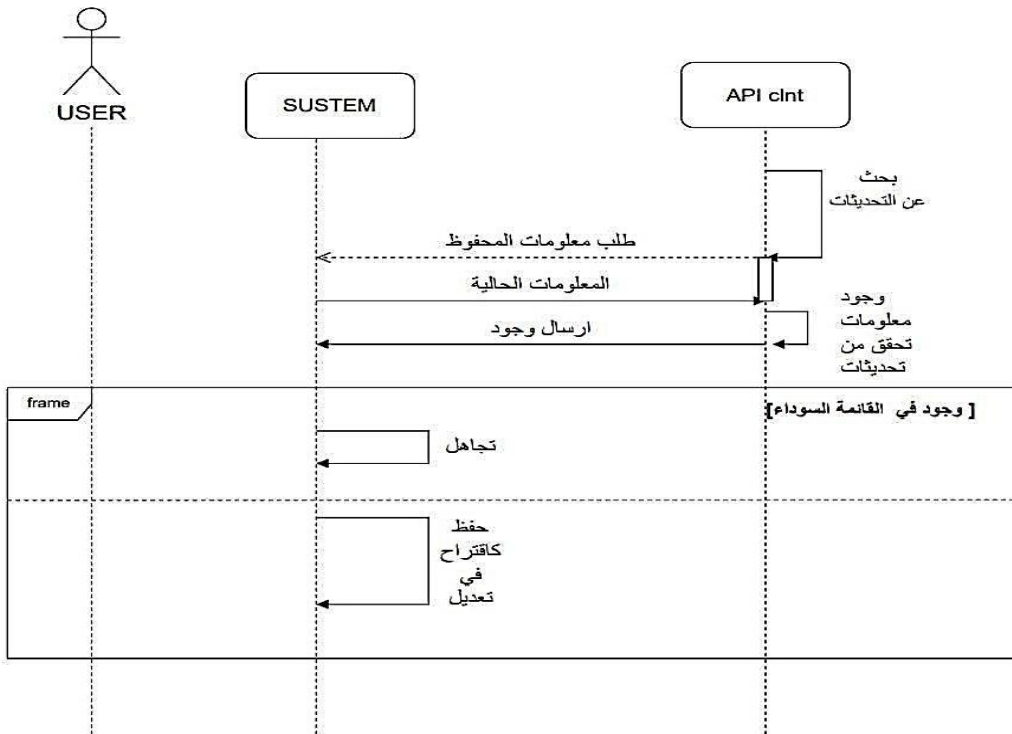 USER
SUSTEM
API clnt
بحث
عن التحديثات
طلب معلومات المحفوظ
المعلومات الحالية
ارسال وجود
وجود
معلومات
تحقق من
تحديثات
frame
[ وجود في القائمة السوداء]
تجاهل
حفظ
كاقتراح
في
تعديل